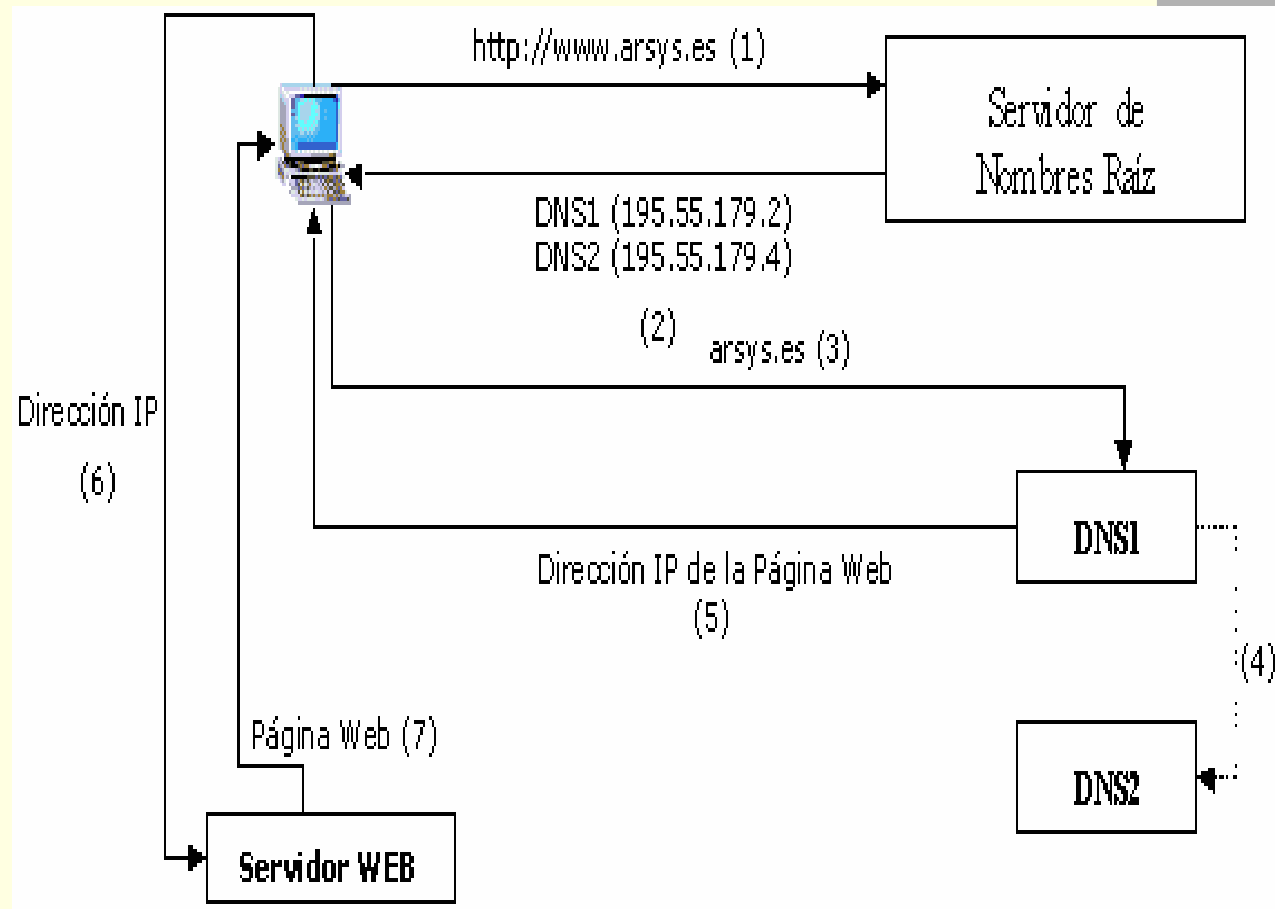 http://www.arsys.es (1)
Servidor de
Nombres Raíz
DNS1 (195.55.179.2)
DNS2 (195.55.179.4)
(2)
arsys.es (3)
Dirección IP
(6)
DNS1
Dirección IP de la Página Web
(5)
(4)
Página Web (7)
DNS2
Servidor WEB